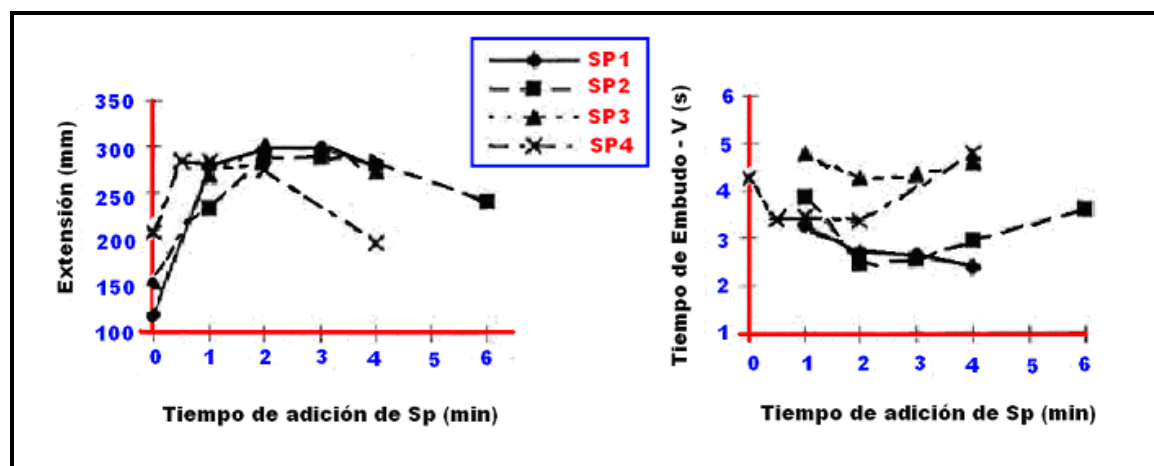 SP1
SP2
SP3
SP4
Extensión (mm)
350
300
250
200
150
100
0 1 2 3 4 5 6
Tiempo de adición de Sp (min)
Tiempo de Embudo - V (s)
6
5
4
3
2
1
0 1 2 3 4 5 6
Tiempo de adición de Sp (min)